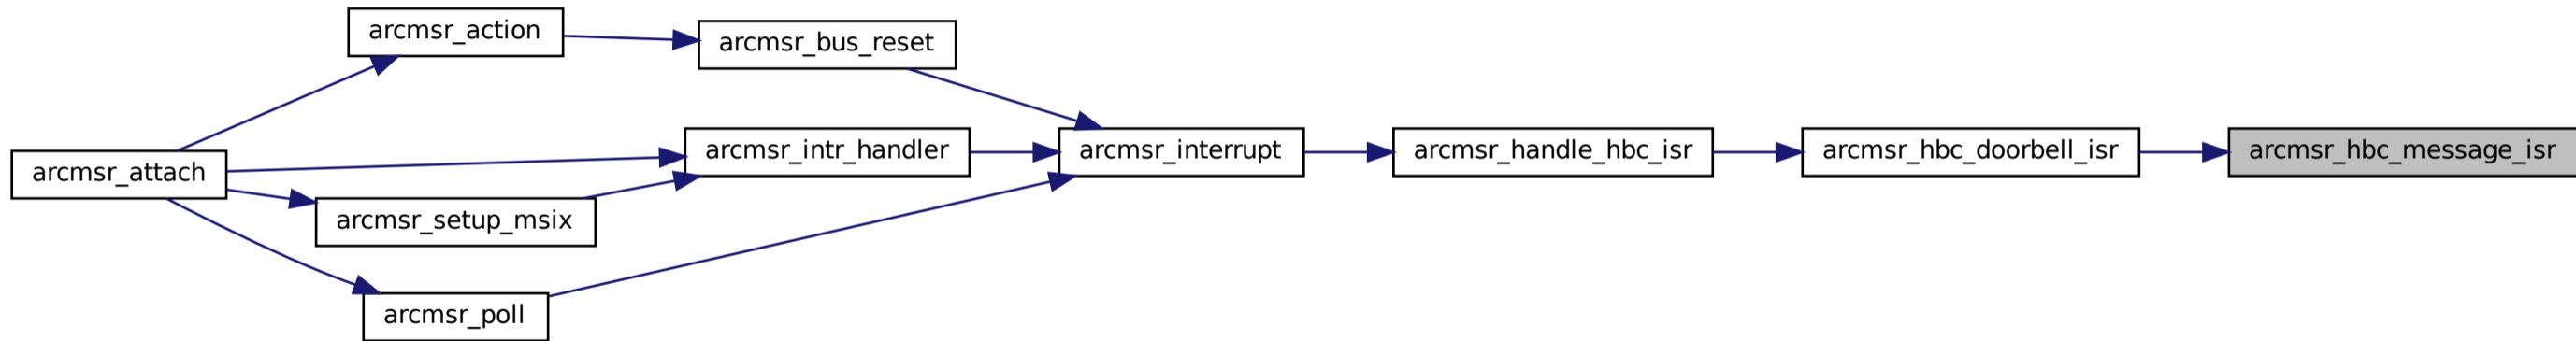 arcmsr_action
arcmsr_bus_reset
arcmsr_attach
arcmsr_intr_handler
arcmsr_interrupt
arcmsr_handle_hbc_isr
arcmsr_hbc_doorbell_isr
arcmsr_hbc_message_isr
arcmsr_setup_msix
arcmsr_poll